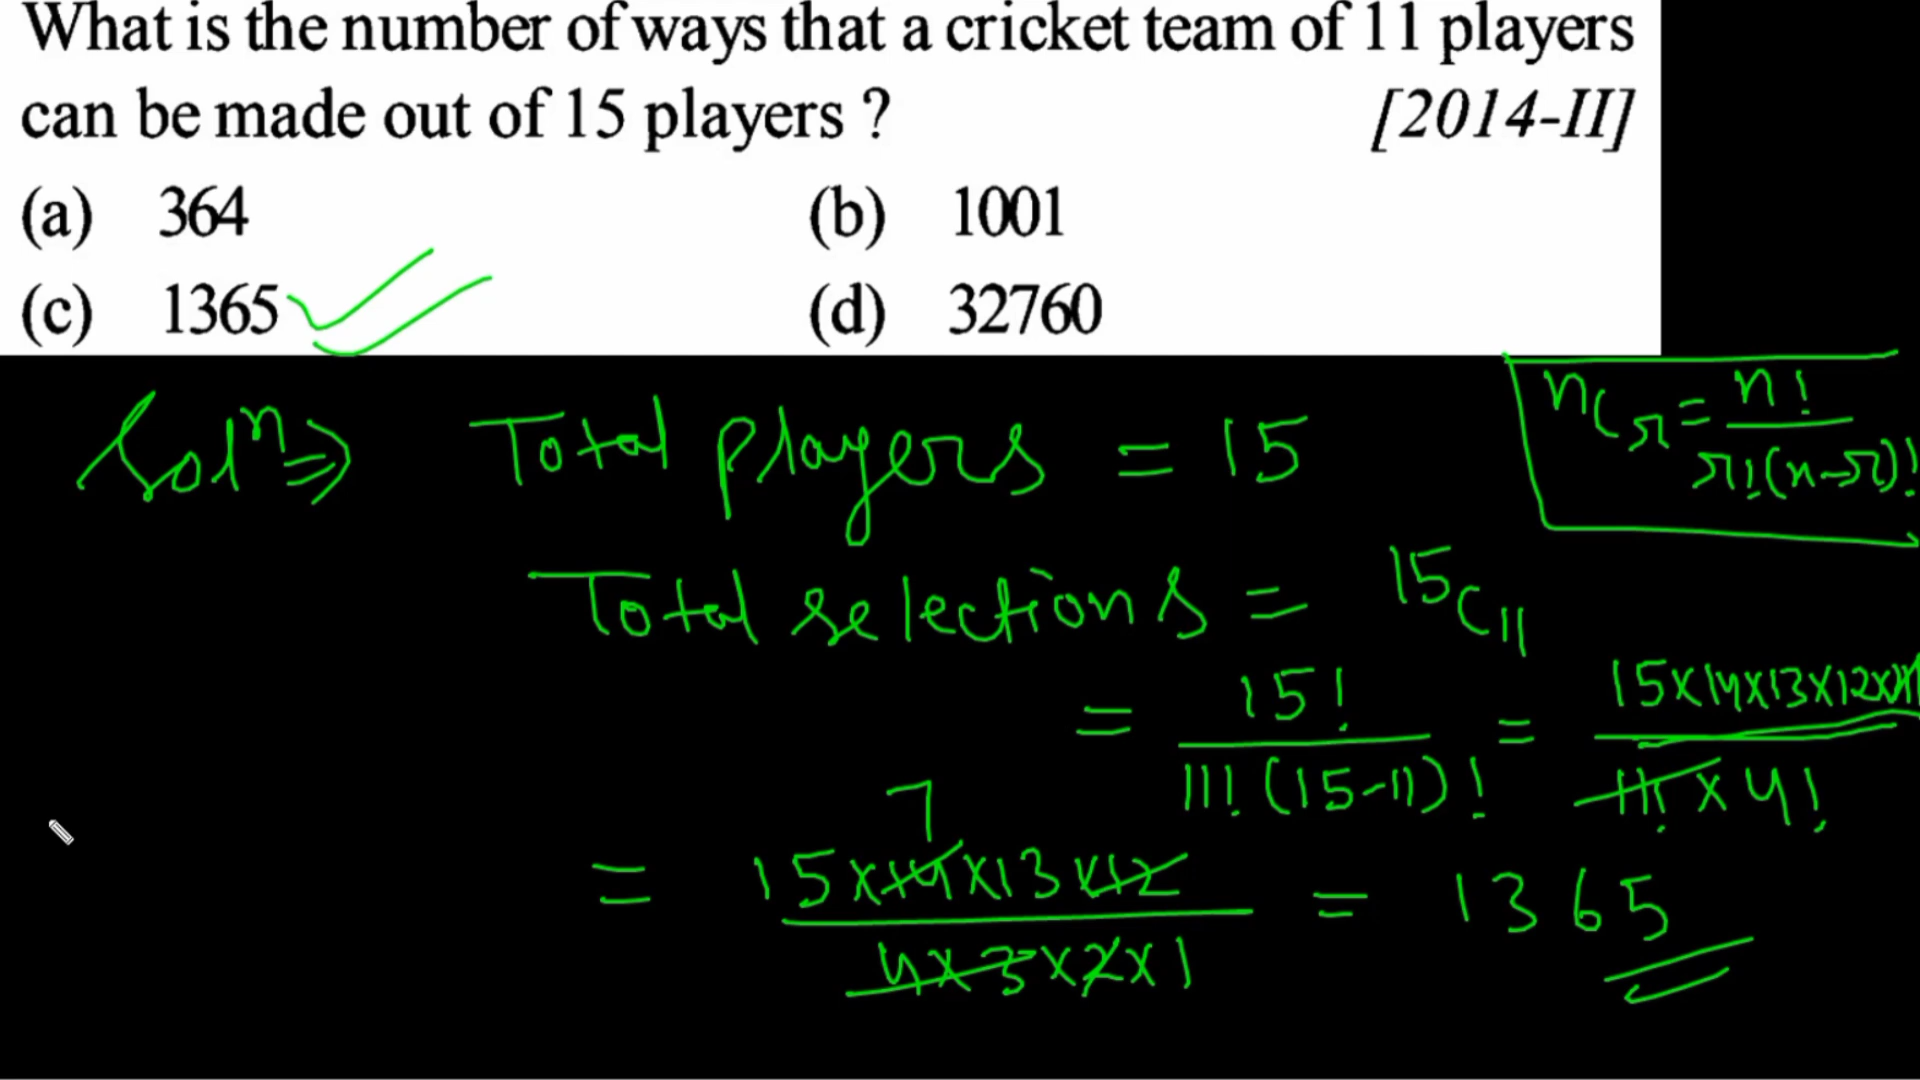 What is the number of ways that a cricket team of 11 players
can be made out of 15 players ? [2014-II]
(a) 364 (b) 1001
(c) 1365 (d) 32760
Solⁿ ⇒ Total players = 15
nCr = n! / r!(n-r)!
Total selections = 15C11
= 15! / 11!(15-11)! = 15×14×13×12×11! / 11! × 4!
7
= 15×14×13×12 / 4×3×2×1 = 1365